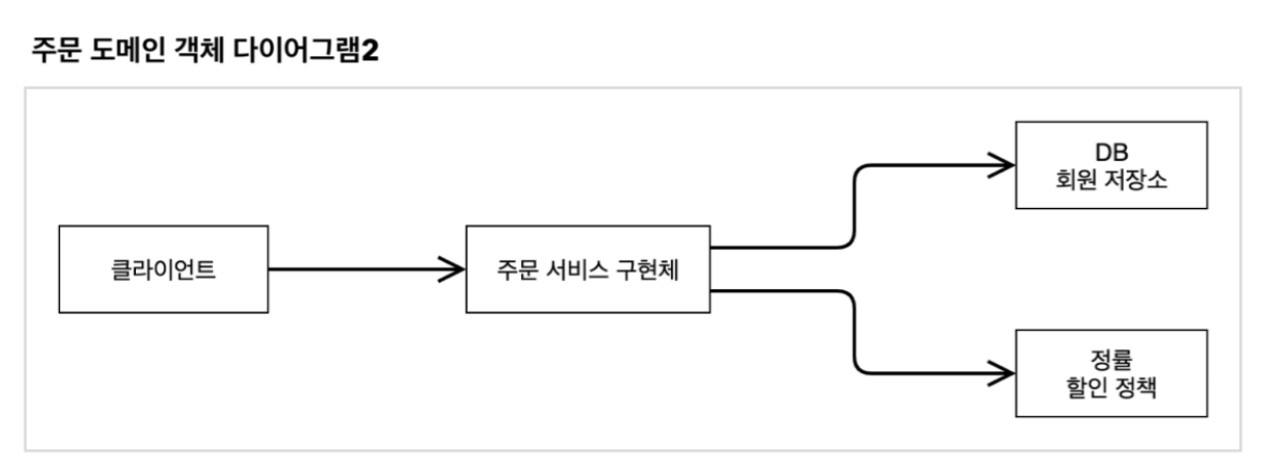 주문 도메인 객체 다이어그램2
클라이언트
주문 서비스 구현체
DB
회원 저장소
정률
할인 정책